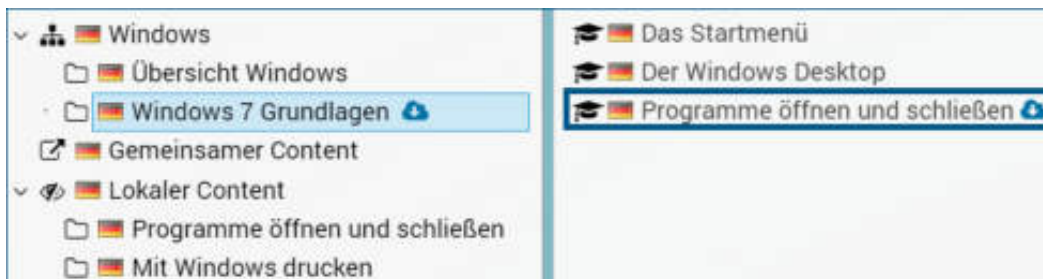 Windows
Übersicht Windows
Windows 7 Grundlagen
Gemeinsamer Content
Lokaler Content
Programme öffnen und schließen
Mit Windows drucken
Das Startmenü
Der Windows Desktop
Programme öffnen und schließen